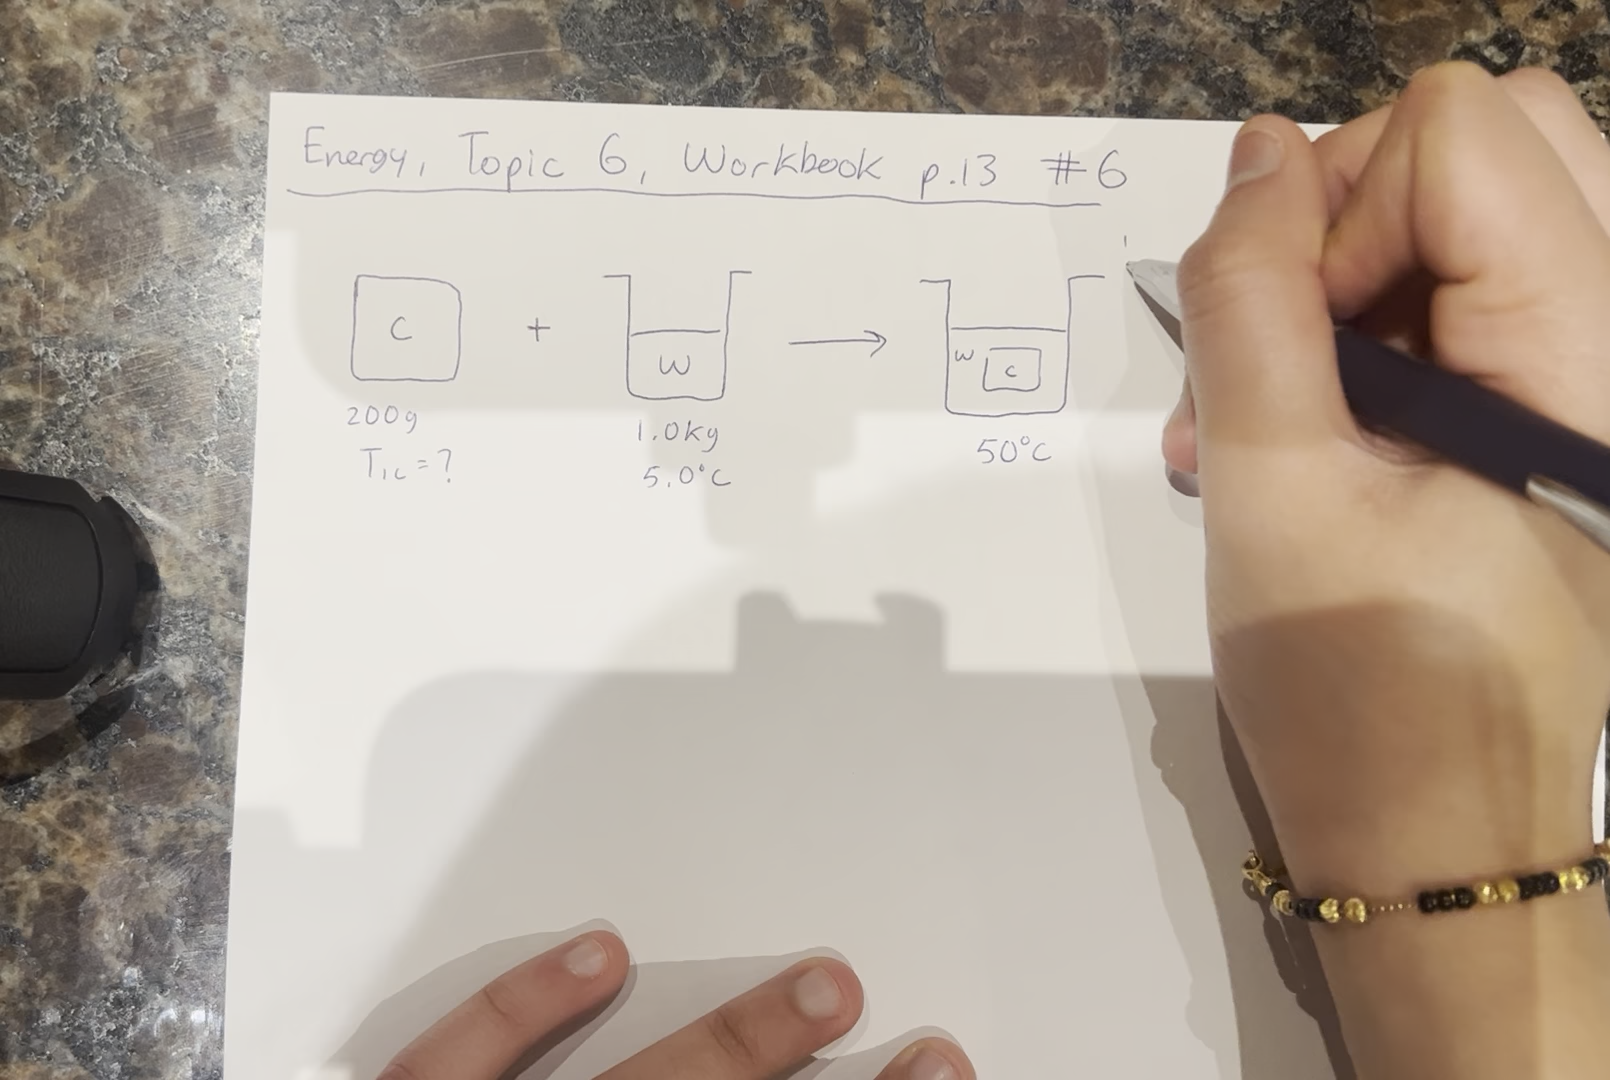 Energy, Topic 6, Workbook p.13 #6
C + W → W C
200g 1.0kg 50°C
T1c = ? 5.0°C